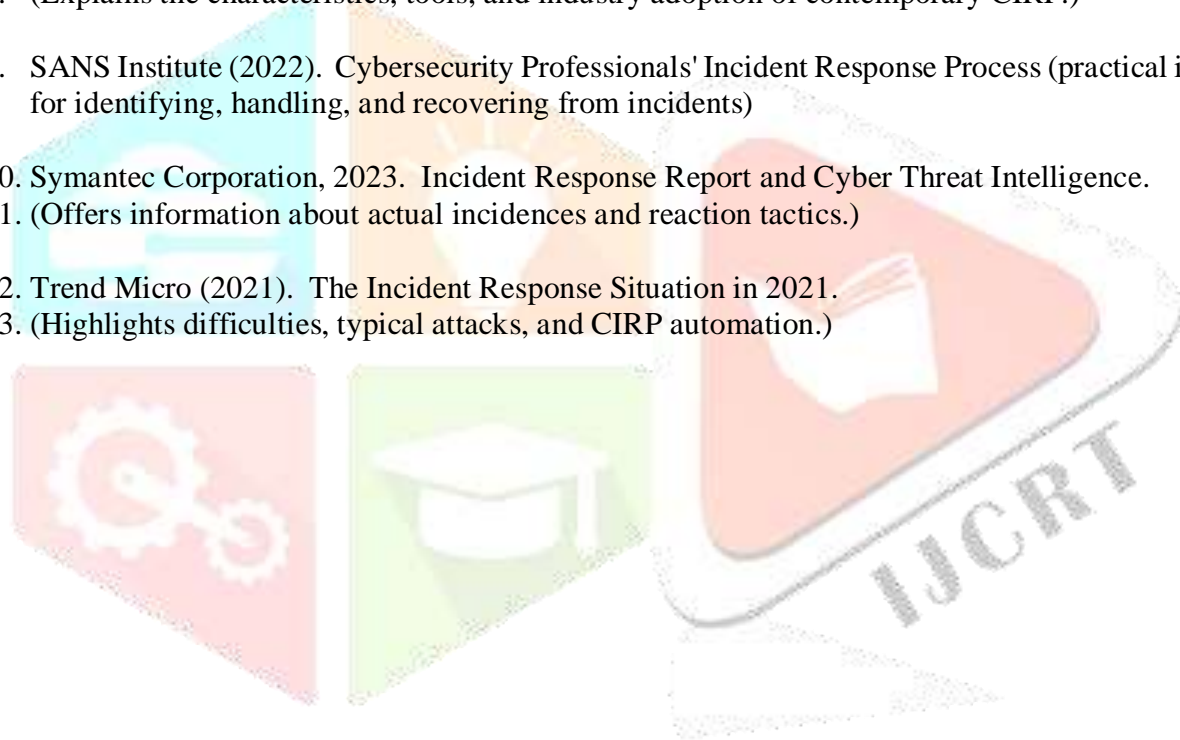 . (Explains the characteristics, tools, and industry adoption of contemporary CIRP.)
. SANS Institute (2022). Cybersecurity Professionals' Incident Response Process (practical i
for identifying, handling, and recovering from incidents)
0. Symantec Corporation, 2023. Incident Response Report and Cyber Threat Intelligence.
1. (Offers information about actual incidences and reaction tactics.)
2. Trend Micro (2021). The Incident Response Situation in 2021.
3. (Highlights difficulties, typical attacks, and CIRP automation.)
IJCRT